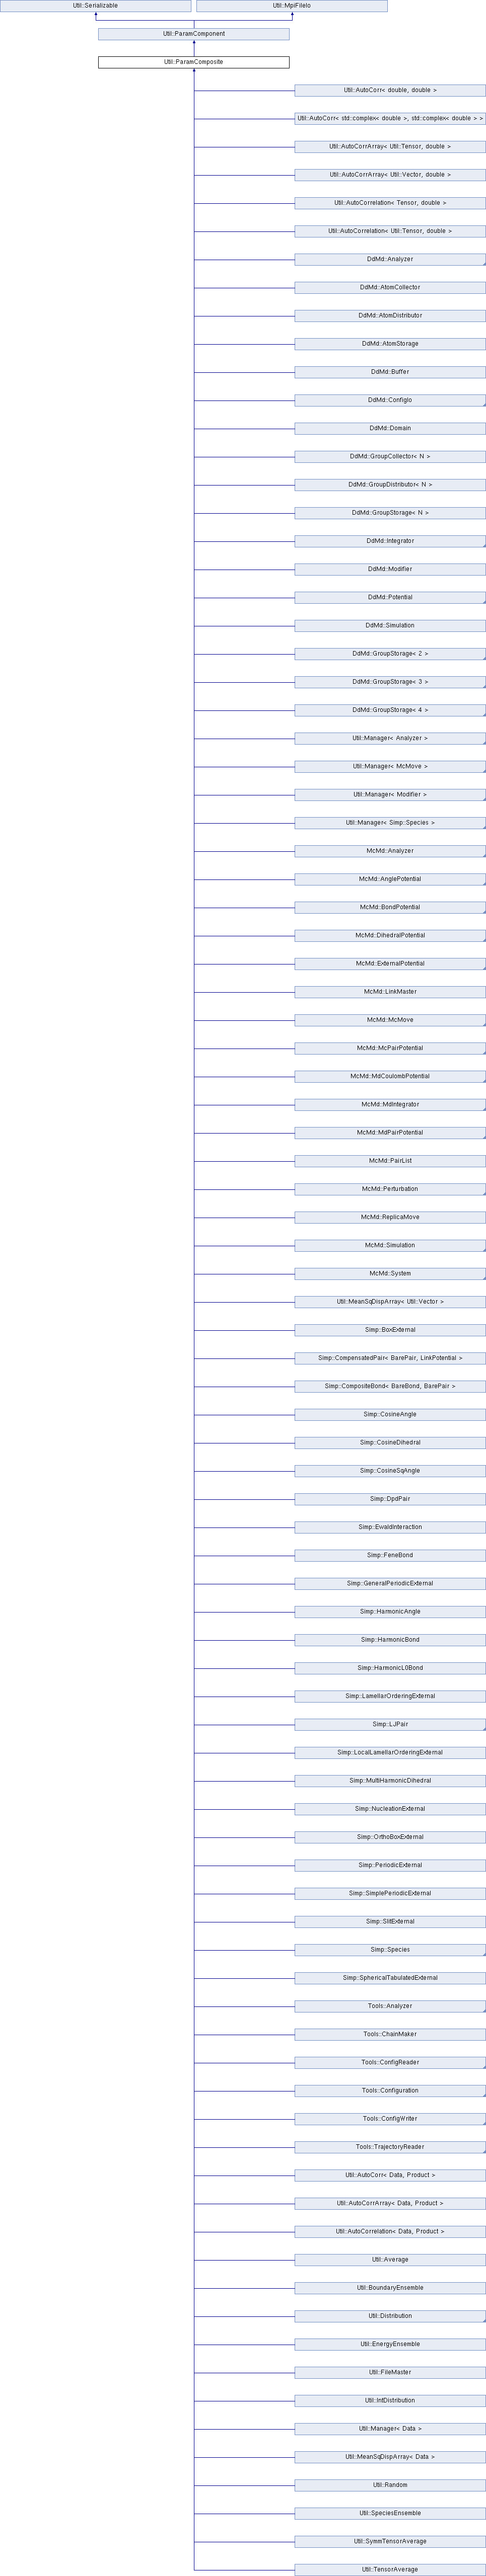 Util::Serializable
Util::MpiFileIo
Util::ParamComponent
Util::ParamComposite
Util::AutoCorr< double, double >
Util::AutoCorr< std::complex< double >, std::complex< double > >
Util::AutoCorrArray< Util::Tensor, double >
Util::AutoCorrArray< Util::Vector, double >
Util::AutoCorrelation< Tensor, double >
Util::AutoCorrelation< Util::Tensor, double >
DdMd::Analyzer
DdMd::AtomCollector
DdMd::AtomDistributor
DdMd::AtomStorage
DdMd::Buffer
DdMd::ConfigIo
DdMd::Domain
DdMd::GroupCollector< N >
DdMd::GroupDistributor< N >
DdMd::GroupStorage< N >
DdMd::Integrator
DdMd::Modifier
DdMd::Potential
DdMd::Simulation
DdMd::GroupStorage< 2 >
DdMd::GroupStorage< 3 >
DdMd::GroupStorage< 4 >
Util::Manager< Analyzer >
Util::Manager< McMove >
Util::Manager< Modifier >
Util::Manager< Simp::Species >
McMd::Analyzer
McMd::AnglePotential
McMd::BondPotential
McMd::DihedralPotential
McMd::ExternalPotential
McMd::LinkMaster
McMd::McMove
McMd::McPairPotential
McMd::MdCoulombPotential
McMd::MdIntegrator
McMd::MdPairPotential
McMd::PairList
McMd::Perturbation
McMd::ReplicaMove
McMd::Simulation
McMd::System
Util::MeanSqDispArray< Util::Vector >
Simp::BoxExternal
Simp::CompensatedPair< BarePair, LinkPotential >
Simp::CompositeBond< BareBond, BarePair >
Simp::CosineAngle
Simp::CosineDihedral
Simp::CosineSqAngle
Simp::DpdPair
Simp::EwaldInteraction
Simp::FeneBond
Simp::GeneralPeriodicExternal
Simp::HarmonicAngle
Simp::HarmonicBond
Simp::HarmonicL0Bond
Simp::LamellarOrderingExternal
Simp::LJPair
Simp::LocalLamellarOrderingExternal
Simp::MultiHarmonicDihedral
Simp::NucleationExternal
Simp::OrthoBoxExternal
Simp::PeriodicExternal
Simp::SimplePeriodicExternal
Simp::SlitExternal
Simp::Species
Simp::SphericalTabulatedExternal
Tools::Analyzer
Tools::ChainMaker
Tools::ConfigReader
Tools::Configuration
Tools::ConfigWriter
Tools::TrajectoryReader
Util::AutoCorr< Data, Product >
Util::AutoCorrArray< Data, Product >
Util::AutoCorrelation< Data, Product >
Util::Average
Util::BoundaryEnsemble
Util::Distribution
Util::EnergyEnsemble
Util::FileMaster
Util::IntDistribution
Util::Manager< Data >
Util::MeanSqDispArray< Data >
Util::Random
Util::SpeciesEnsemble
Util::SymmTensorAverage
Util::TensorAverage